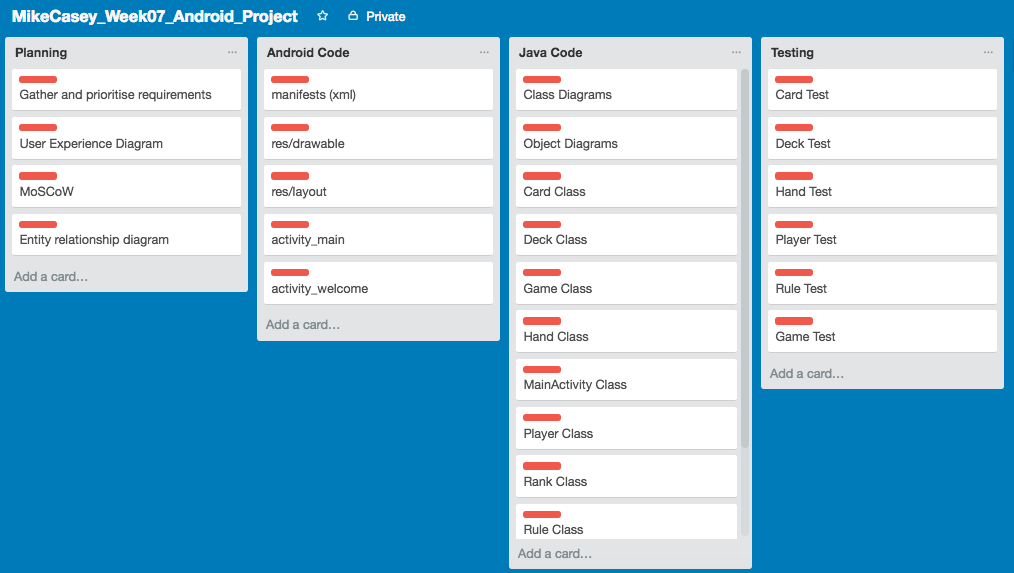 MikeCasey_Week07_Android_Project Private
Planning
Gather and prioritise requirements
User Experience Diagram
MoSCoW
Entity relationship diagram
Add a card…
Android Code
manifests (xml)
res/drawable
res/layout
activity_main
activity_welcome
Add a card…
Java Code
Class Diagrams
Object Diagrams
Card Class
Deck Class
Game Class
Hand Class
MainActivity Class
Player Class
Rank Class
Rule Class
Add a card…
Testing
Card Test
Deck Test
Hand Test
Player Test
Rule Test
Game Test
Add a card…